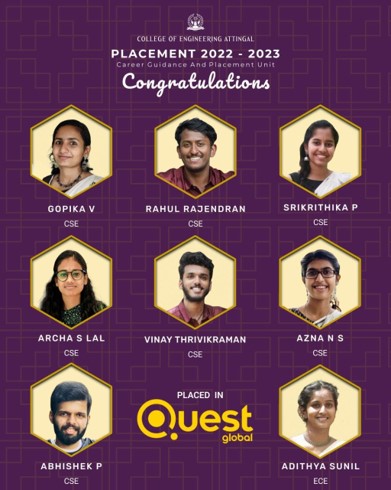 COLLEGE OF ENGINEERING ATTINGAL
PLACEMENT 2022 - 2023
Career Guidance And Placement Unit
Congratulations
GOPIKA V
CSE
RAHUL RAJENDRAN
CSE
SRIKRITHIKA P
CSE
ARCHA S LAL
CSE
VINAY THRIVIKRAMAN
CSE
AZNA N S
CSE
ABHISHEK P
CSE
PLACED IN
Quest
global
ADITHYA SUNIL
ECE